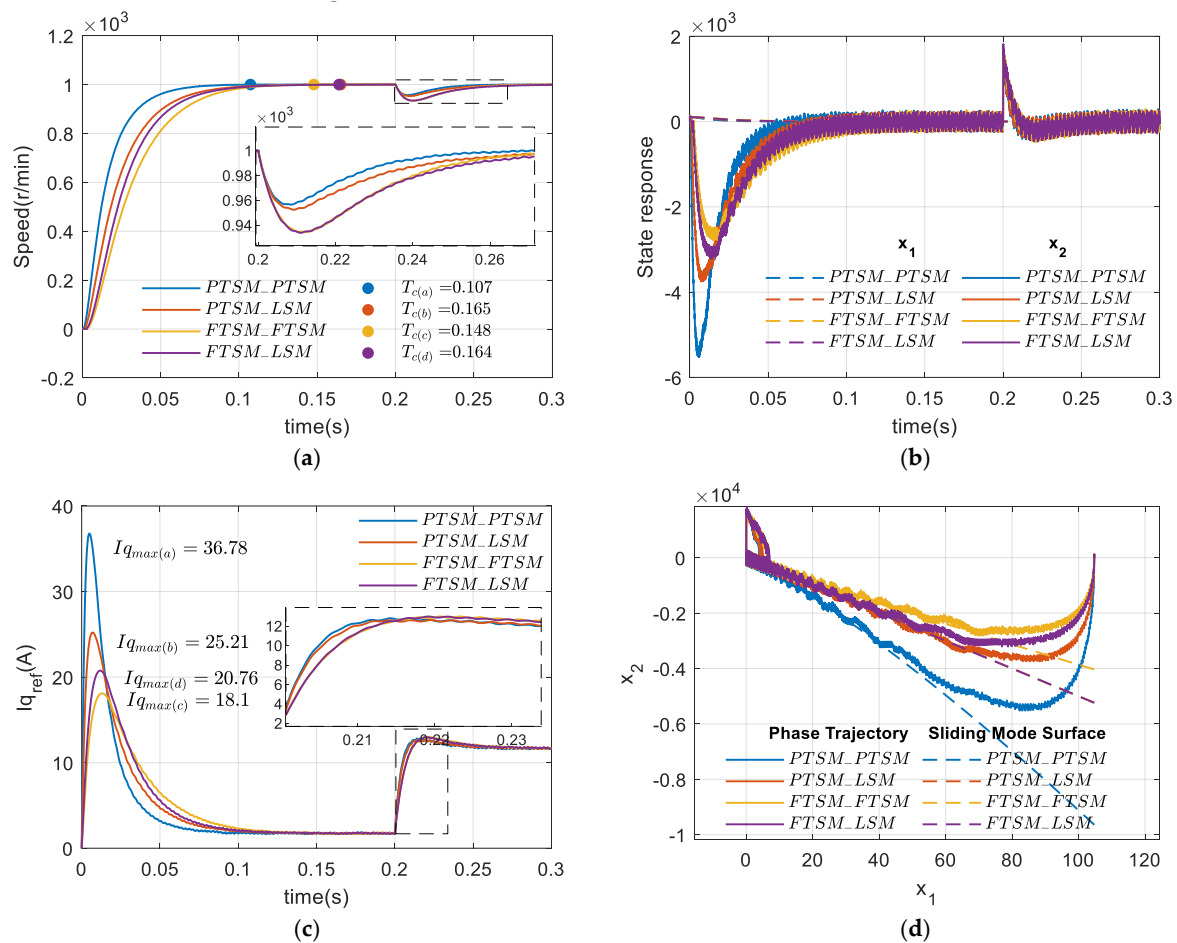 ×10³
1.2
1
0.8
0.6
0.4
0.2
0
-0.2
Speed(r/min)
0 0.05 0.1 0.15 0.2 0.25 0.3
time(s)
×10³
1
0.98
0.96
0.94
0.2 0.22 0.24 0.26
PTSM_PTSM
PTSM_LSM
FTSM_FTSM
FTSM_LSM
T_c(a) =0.107
T_c(b) =0.165
T_c(c) =0.148
T_c(d) =0.164
(a)
×10³
2
0
-2
-4
-6
State response
0 0.05 0.1 0.15 0.2 0.25 0.3
time(s)
x_1 x_2
PTSM_PTSM PTSM_PTSM
PTSM_LSM PTSM_LSM
FTSM_FTSM FTSM_FTSM
FTSM_LSM FTSM_LSM
(b)
40
30
20
10
0
Iq_ref(A)
0 0.05 0.1 0.15 0.2 0.25 0.3
time(s)
Iq_max(a) = 36.78
Iq_max(b) = 25.21
Iq_max(d) = 20.76
Iq_max(c) = 18.1
PTSM_PTSM
PTSM_LSM
FTSM_FTSM
FTSM_LSM
12
10
8
6
4
2
0.21 0.22 0.23
(c)
×10⁴
0
-0.2
-0.4
-0.6
-0.8
-1
x_2
0 20 40 60 80 100 120
x_1
Phase Trajectory Sliding Mode Surface
PTSM_PTSM PTSM_PTSM
PTSM_LSM PTSM_LSM
FTSM_FTSM FTSM_FTSM
FTSM_LSM FTSM_LSM
(d)